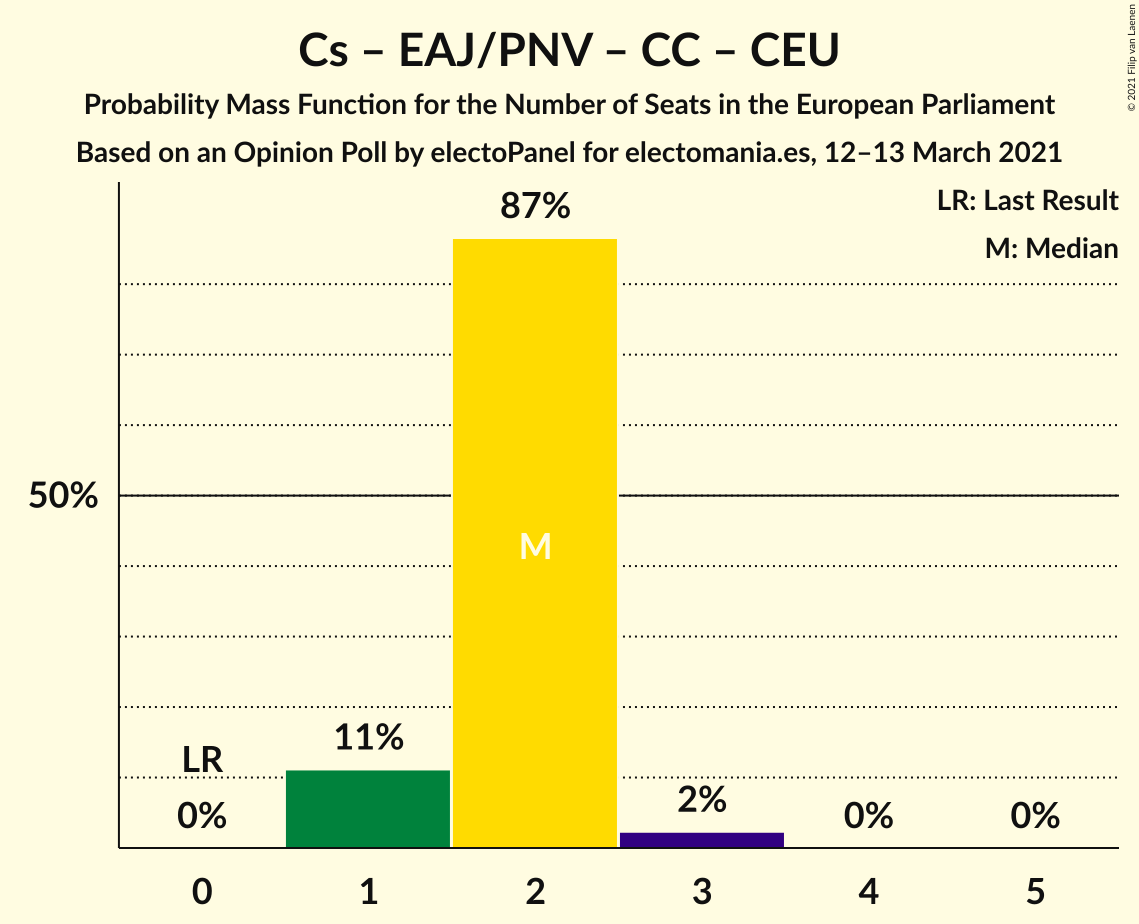 Cs – EAJ/PNV – CC – CEU
Probability Mass Function for the Number of Seats in the European Parliament
Based on an Opinion Poll by electoPanel for electomania.es, 12–13 March 2021
© 2021 Filip van Laenen
LR: Last Result
M: Median
87%
50%
M
11%
LR
2%
0%
0%
0%
0 1 2 3 4 5